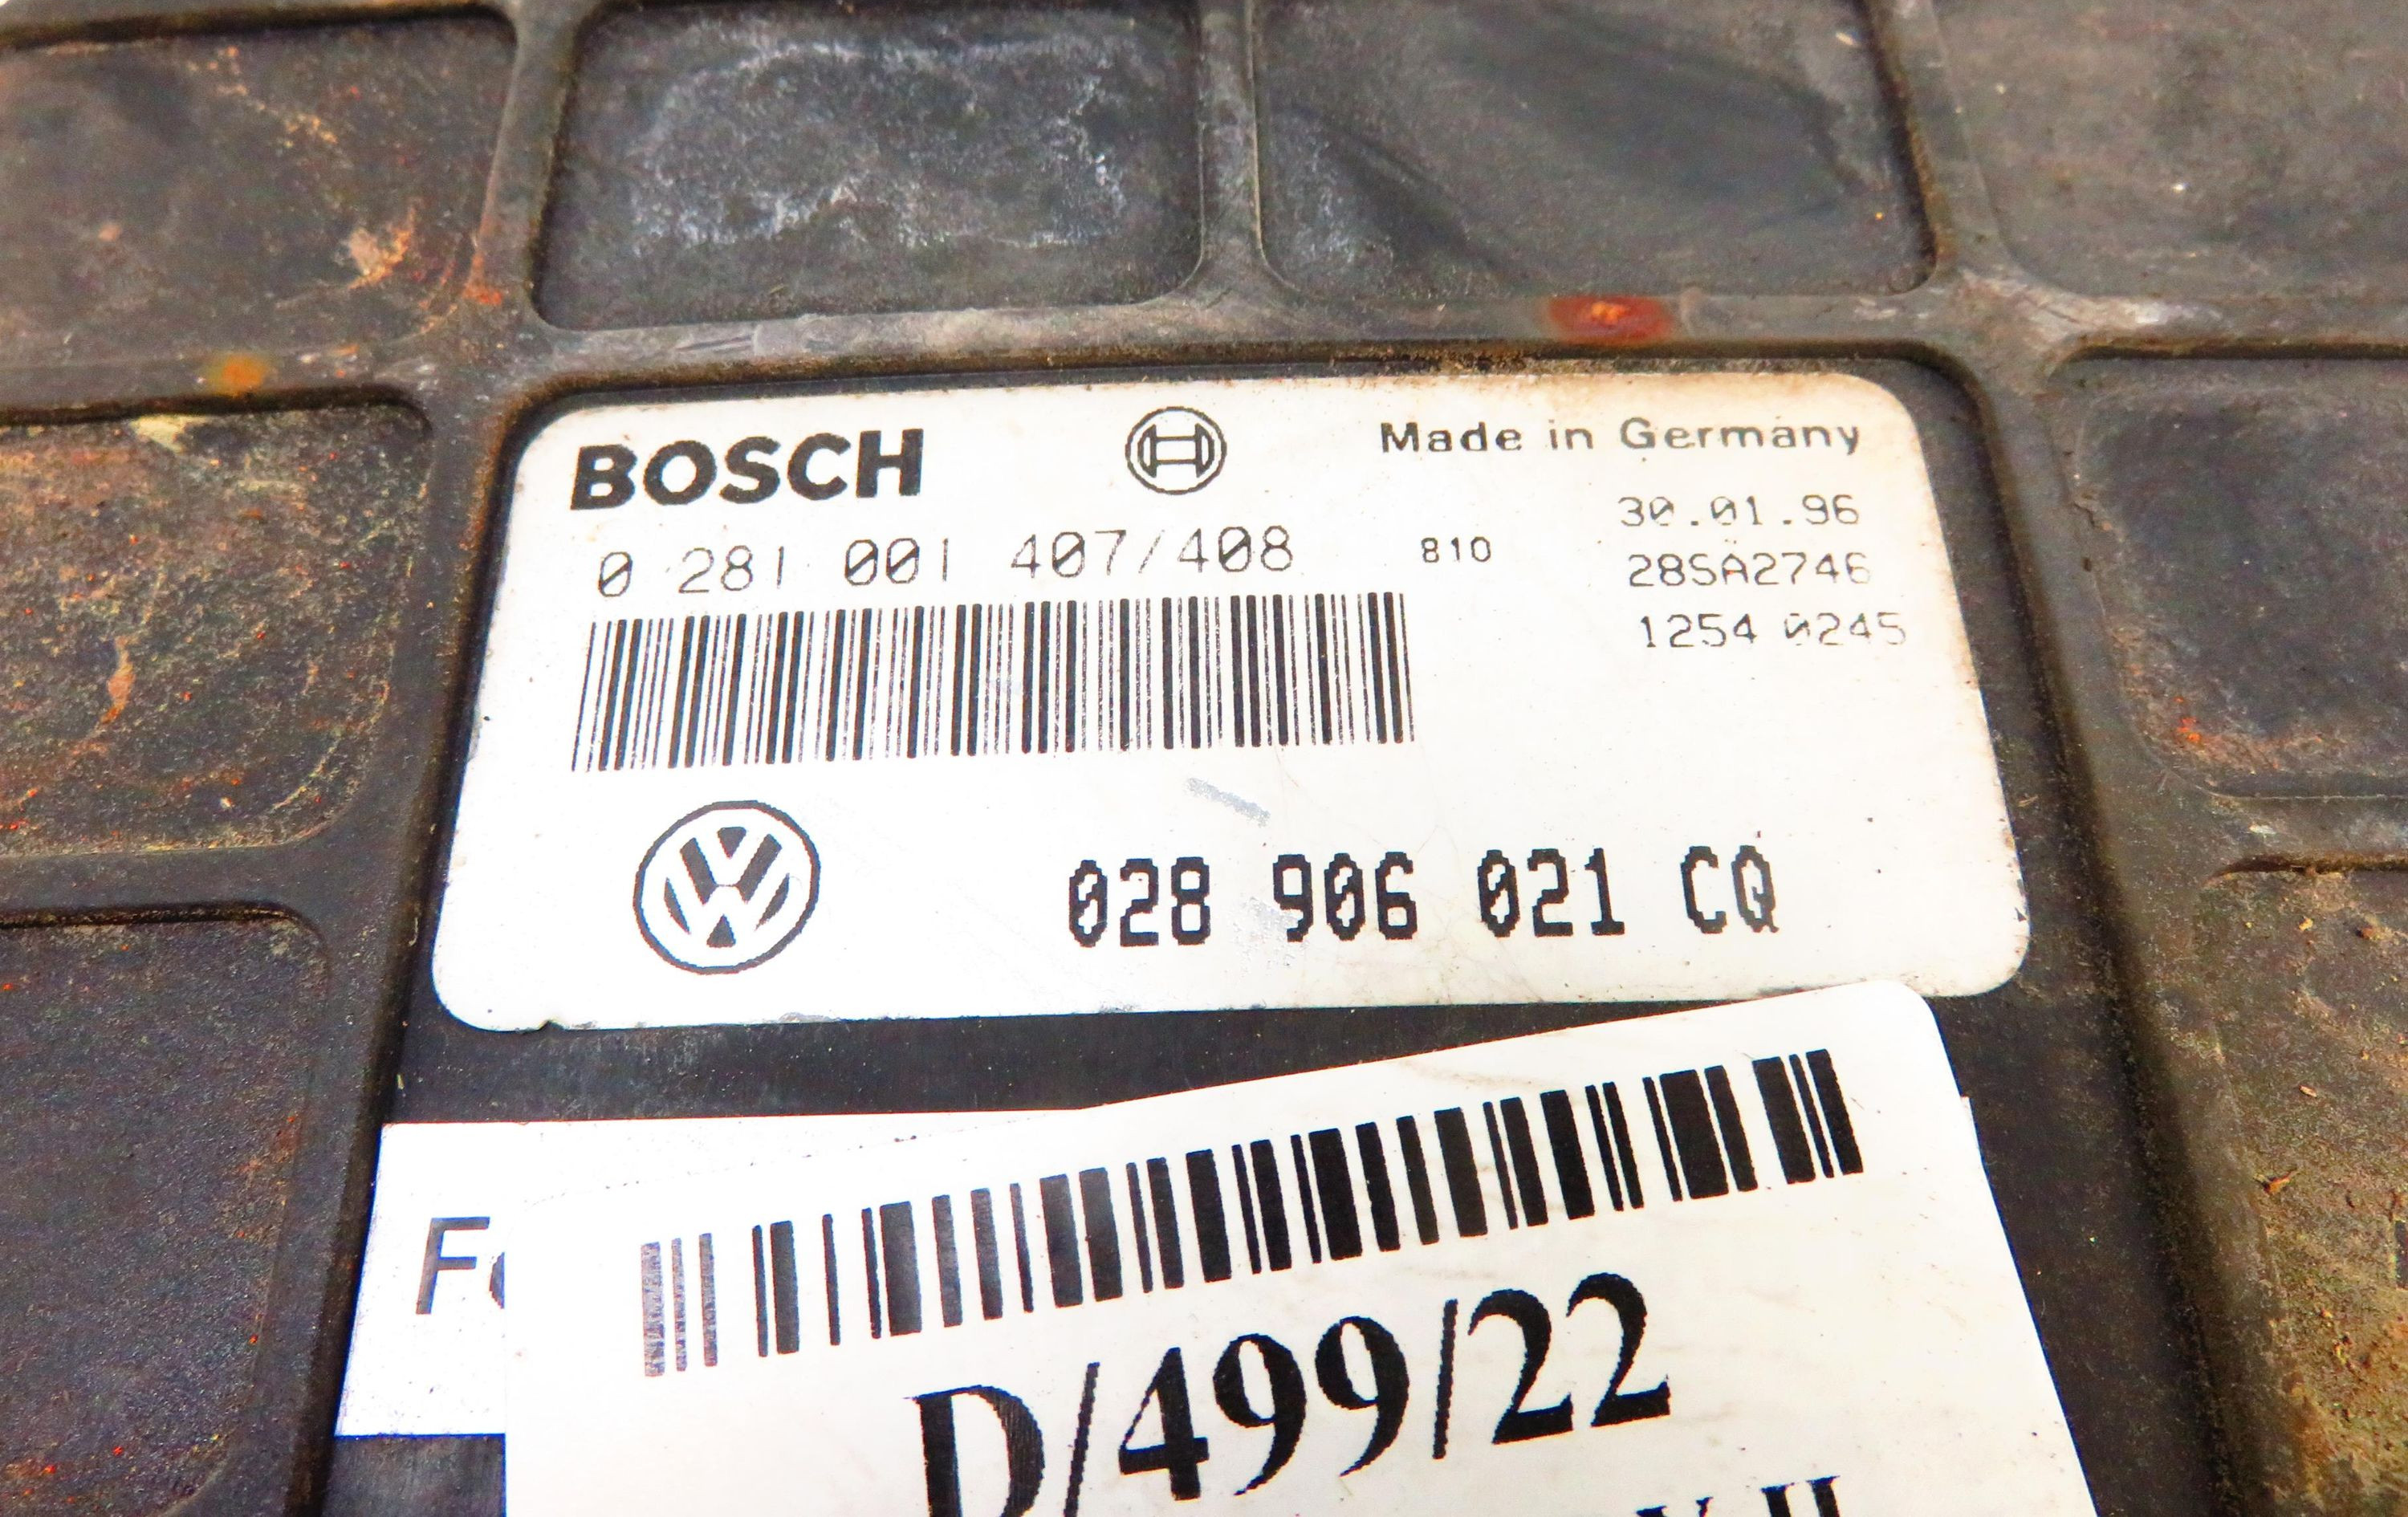 BOSCH
Made in Germany
30.01.96
0 281 001 407/408
810
28SA2746
1254 0245
028 906 021 CQ
D/499/22